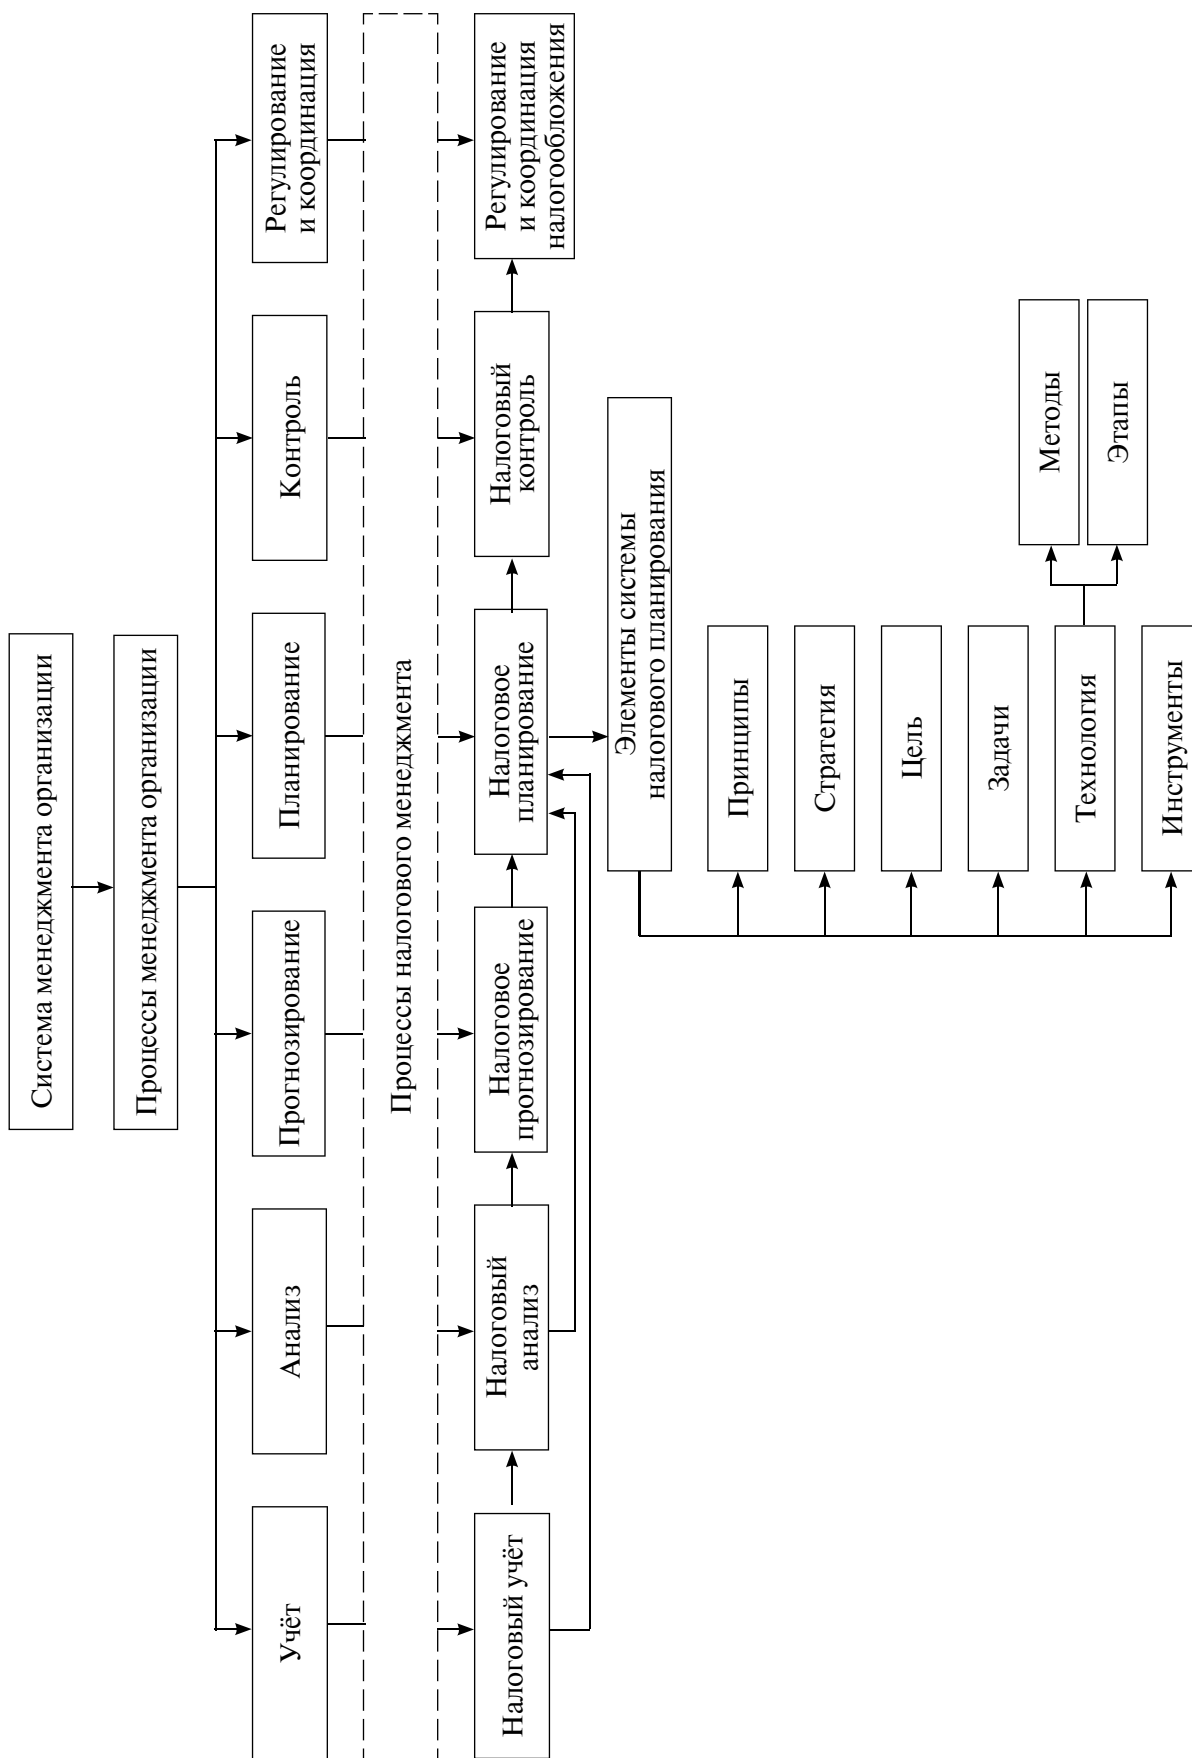 Система менеджмента организации
Процессы менеджмента организации
Учёт
Анализ
Прогнозирование
Планирование
Контроль
Регулирование
и координация
Процессы налогового менеджмента
Налоговый учёт
Налоговый
анализ
Налоговое
прогнозирование
Налоговое
планирование
Налоговый
контроль
Регулирование
и координация
налогообложения
Элементы системы
налогового планирования
Принципы
Стратегия
Цель
Задачи
Технология
Инструменты
Методы
Этапы